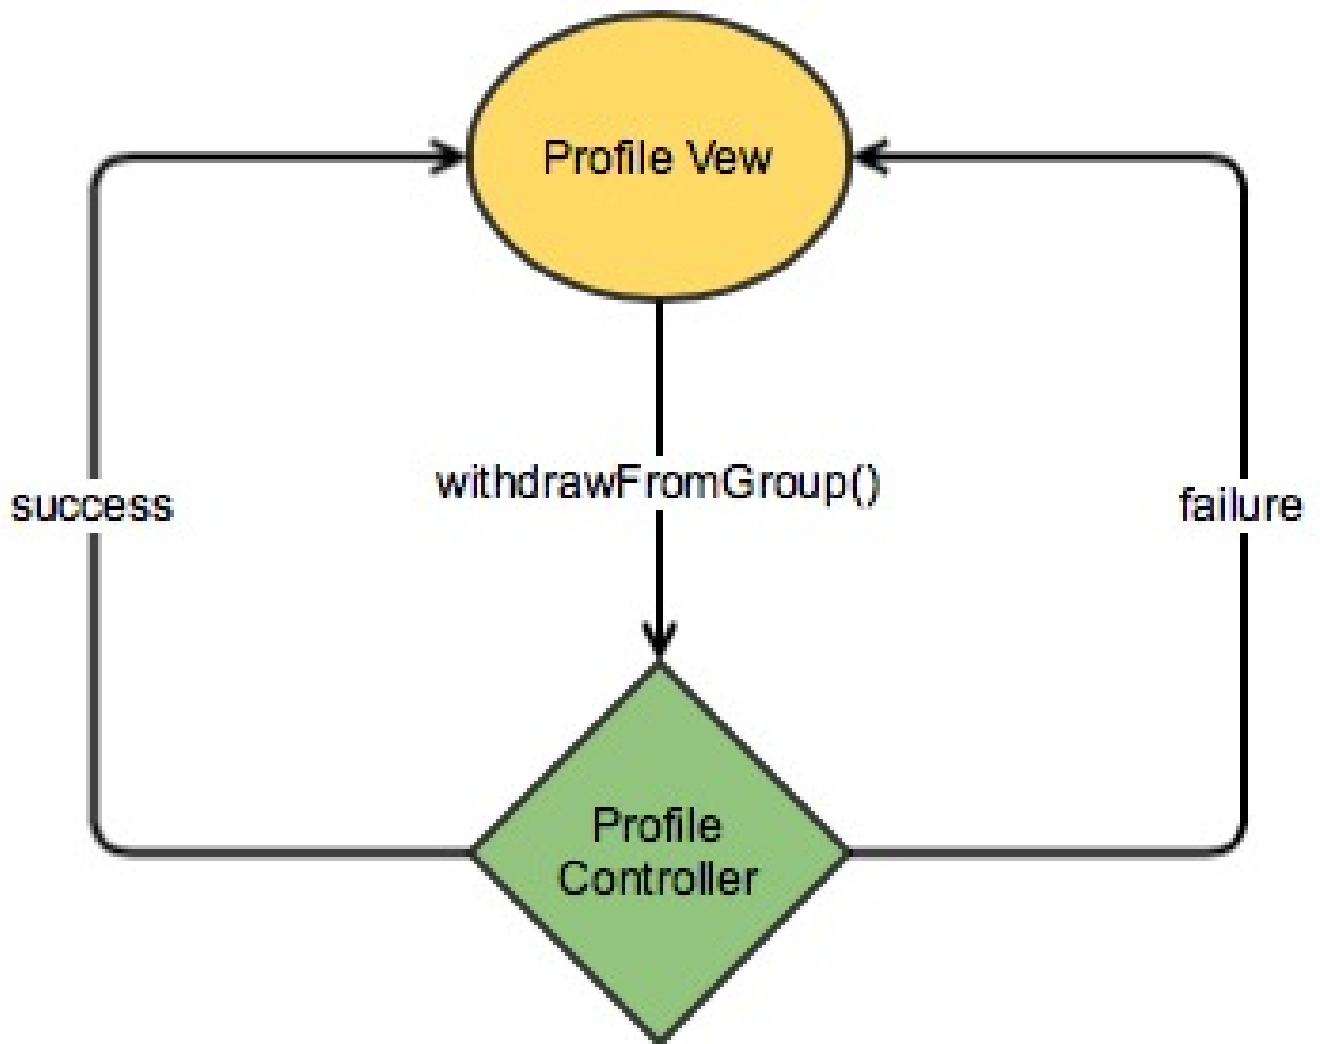 Profile Vew
withdrawFromGroup()
success
failure
Profile
Controller